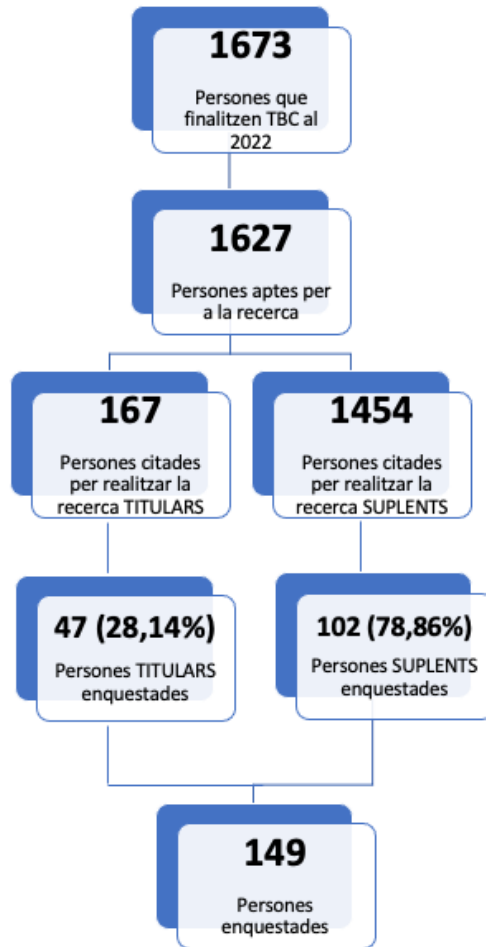 1673
Persones que
finalitzen TBC al
2022
1627
Persones aptes per
a la recerca
167
Persones citades
per realitzar la
recerca TITULARS
1454
Persones citades
per realitzar la
recerca SUPLENTS
47 (28,14%)
Persones TITULARS
enquestades
102 (78,86%)
Persones SUPLENTS
enquestades
149
Persones
enquestades